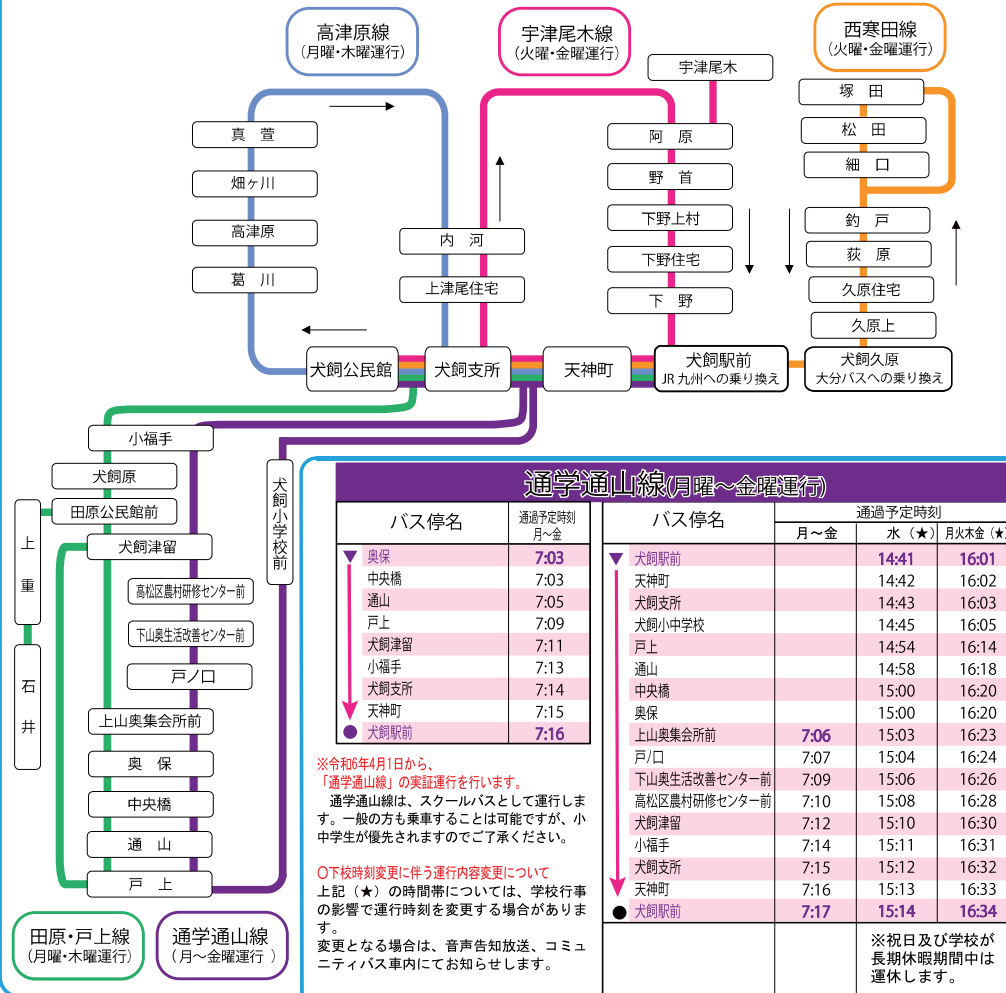 高津原線
(月曜・木曜運行)
宇津尾木線
(火曜・金曜運行)
西寒田線
(火曜・金曜運行)
宇津尾木
真 萱
畑ヶ川
高津原
葛 川
内 河
上津尾住宅
阿 原
野 首
下野上村
下野住宅
下 野
塚 田
松 田
細 口
釣 戸
荻 原
久原住宅
久原上
犬飼公民館
犬飼支所
天神町
犬飼駅前
JR九州への乗り換え
犬飼久原
大分バスへの乗り換え
小福手
犬飼原
田原公民館前
犬飼津留
高松区農村研修センター前
下山奥生活改善センター前
戸ノ口
上山奥集会所前
奥 保
中央橋
通 山
戸 上
上 重
石 井
犬飼小学校前
田原・戸上線
(月曜・木曜運行)
通学通山線
(月～金曜運行 )
通学通山線(月曜～金曜運行)
バス停名 通過予定時刻
月～金
▼ 奥保 7:03
中央橋 7:03
通山 7:05
戸上 7:09
犬飼津留 7:11
小福手 7:13
犬飼支所 7:14
天神町 7:15
● 犬飼駅前 7:16
※令和6年4月1日から、
「通学通山線」の実証運行を行います。
通学通山線は、スクールバスとして運行しま
す。一般の方も乗車することは可能ですが、小
中学生が優先されますのでご了承ください。
○下校時刻変更に伴う運行内容変更について
上記（★）の時間帯については、学校行事
の影響で運行時刻を変更する場合がありま
す。
変更となる場合は、音声告知放送、コミュ
ニティバス車内にてお知らせします。
バス停名 通過予定時刻
月～金 水（★） 月火木金（★）
▼ 犬飼駅前 14:41 16:01
天神町 14:42 16:02
犬飼支所 14:43 16:03
犬飼小中学校 14:45 16:05
戸上 14:54 16:14
通山 14:58 16:18
中央橋 15:00 16:20
奥保 15:00 16:20
上山奥集会所前 7:06 15:03 16:23
戸ノ口 7:07 15:04 16:24
下山奥生活改善センター前 7:09 15:06 16:26
高松区農村研修センター前 7:10 15:08 16:28
犬飼津留 7:12 15:10 16:30
小福手 7:14 15:11 16:31
犬飼支所 7:15 15:12 16:32
天神町 7:16 15:13 16:33
● 犬飼駅前 7:17 15:14 16:34
※祝日及び学校が
長期休暇期間中は
運休します。